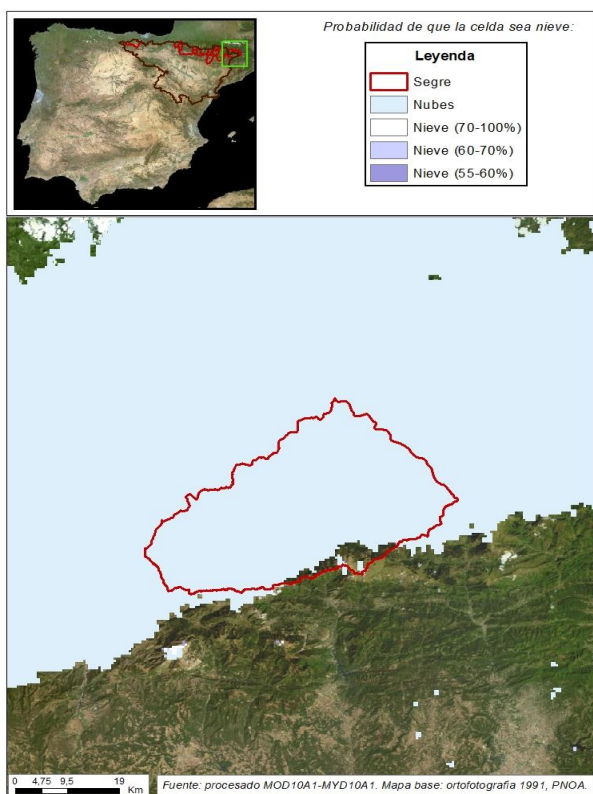 Probabilidad de que la celda sea nieve:
Leyenda
Segre
Nubes
Nieve (70-100%)
Nieve (60-70%)
Nieve (55-60%)
0 4,75 9,5 19
Km
Fuente: procesado MOD10A1-MYD10A1. Mapa base: ortofotografia 1991, PNOA.